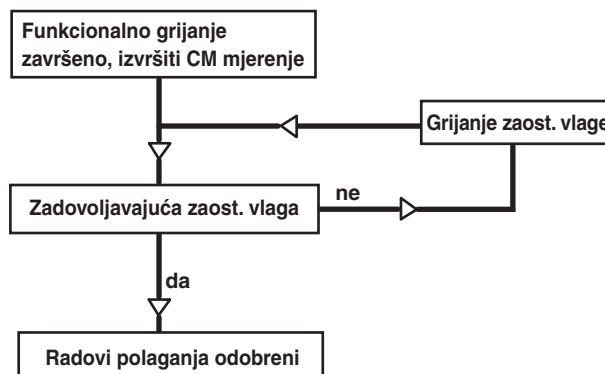 Funkcionalno grijanje
završeno, izvršiti CM mjerenje
Grijanje zaost. vlage
Zadovoljavajuća zaost. vlaga
ne
da
Radovi polaganja odobreni